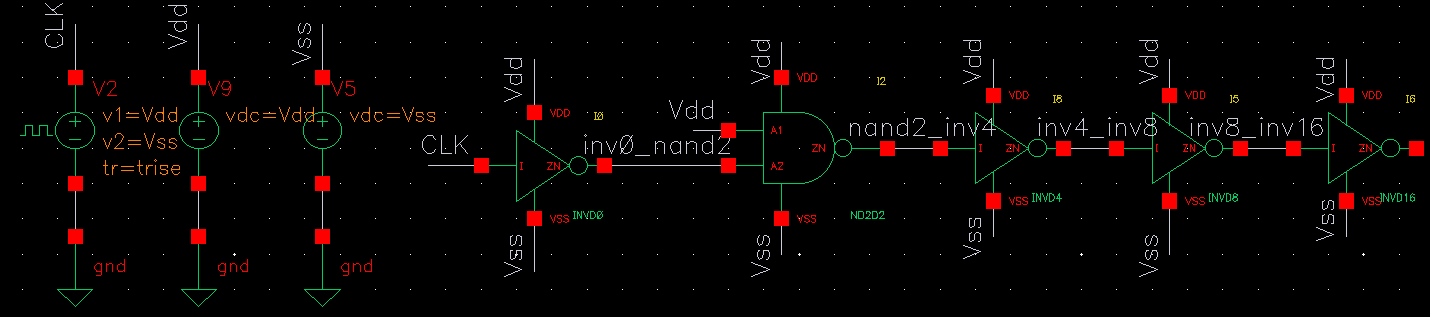 CLK
Vdd
Vss
V2
V9
V5
v1=Vdd
vdc=Vdd
vdc=Vss
v2=Vss
tr=trise
gnd
gnd
gnd
CLK
Vdd
VDD
I0
I
ZN
inv0_nand2
VSS
INVD0
Vss
Vdd
VDD
I2
Vdd
A1
A2
ZN
nand2_inv4
VSS
ND2D2
Vss
Vdd
VDD
I8
I
ZN
inv4_inv8
VSS
INVD4
Vss
Vdd
VDD
I5
I
ZN
inv8_inv16
VSS
INVD8
Vss
Vdd
VDD
I6
I
ZN
VSS
INVD16
Vss